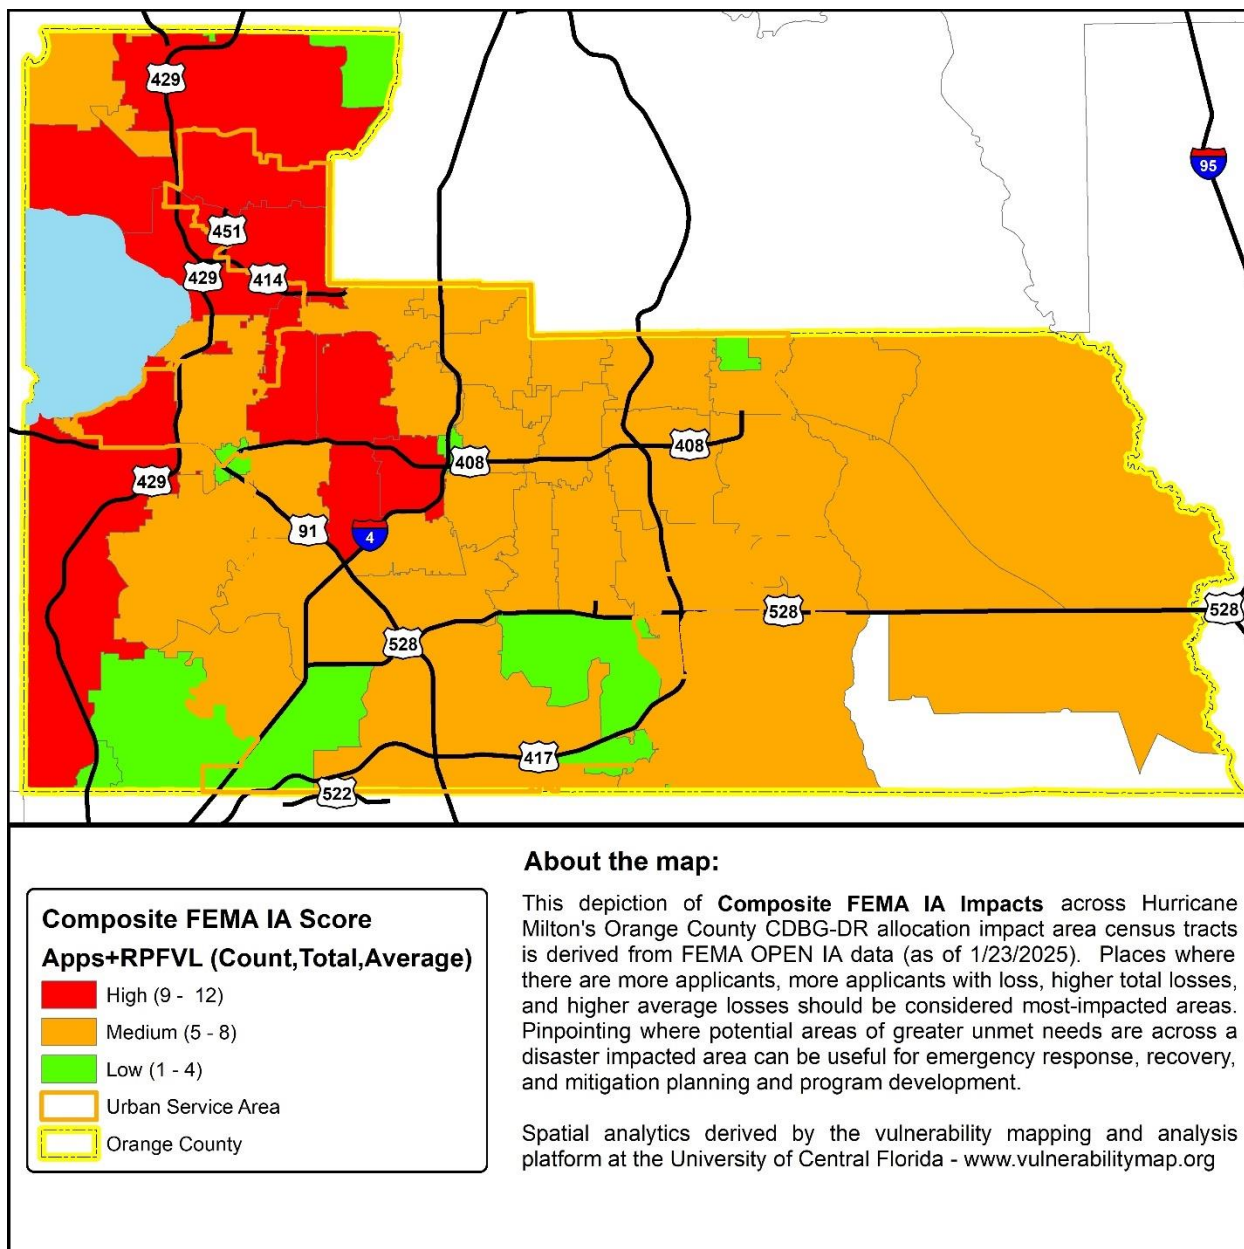 429
95
451
429
414
408
408
429
91
4
528
528
528
417
522
Composite FEMA IA Score
Apps+RPFVL (Count,Total,Average)
High (9 - 12)
Medium (5 - 8)
Low (1 - 4)
Urban Service Area
Orange County
About the map:
This depiction of Composite FEMA IA Impacts across Hurricane
Milton's Orange County CDBG-DR allocation impact area census tracts
is derived from FEMA OPEN IA data (as of 1/23/2025). Places where
there are more applicants, more applicants with loss, higher total losses,
and higher average losses should be considered most-impacted areas.
Pinpointing where potential areas of greater unmet needs are across a
disaster impacted area can be useful for emergency response, recovery,
and mitigation planning and program development.
Spatial analytics derived by the vulnerability mapping and analysis
platform at the University of Central Florida - www.vulnerabilitymap.org